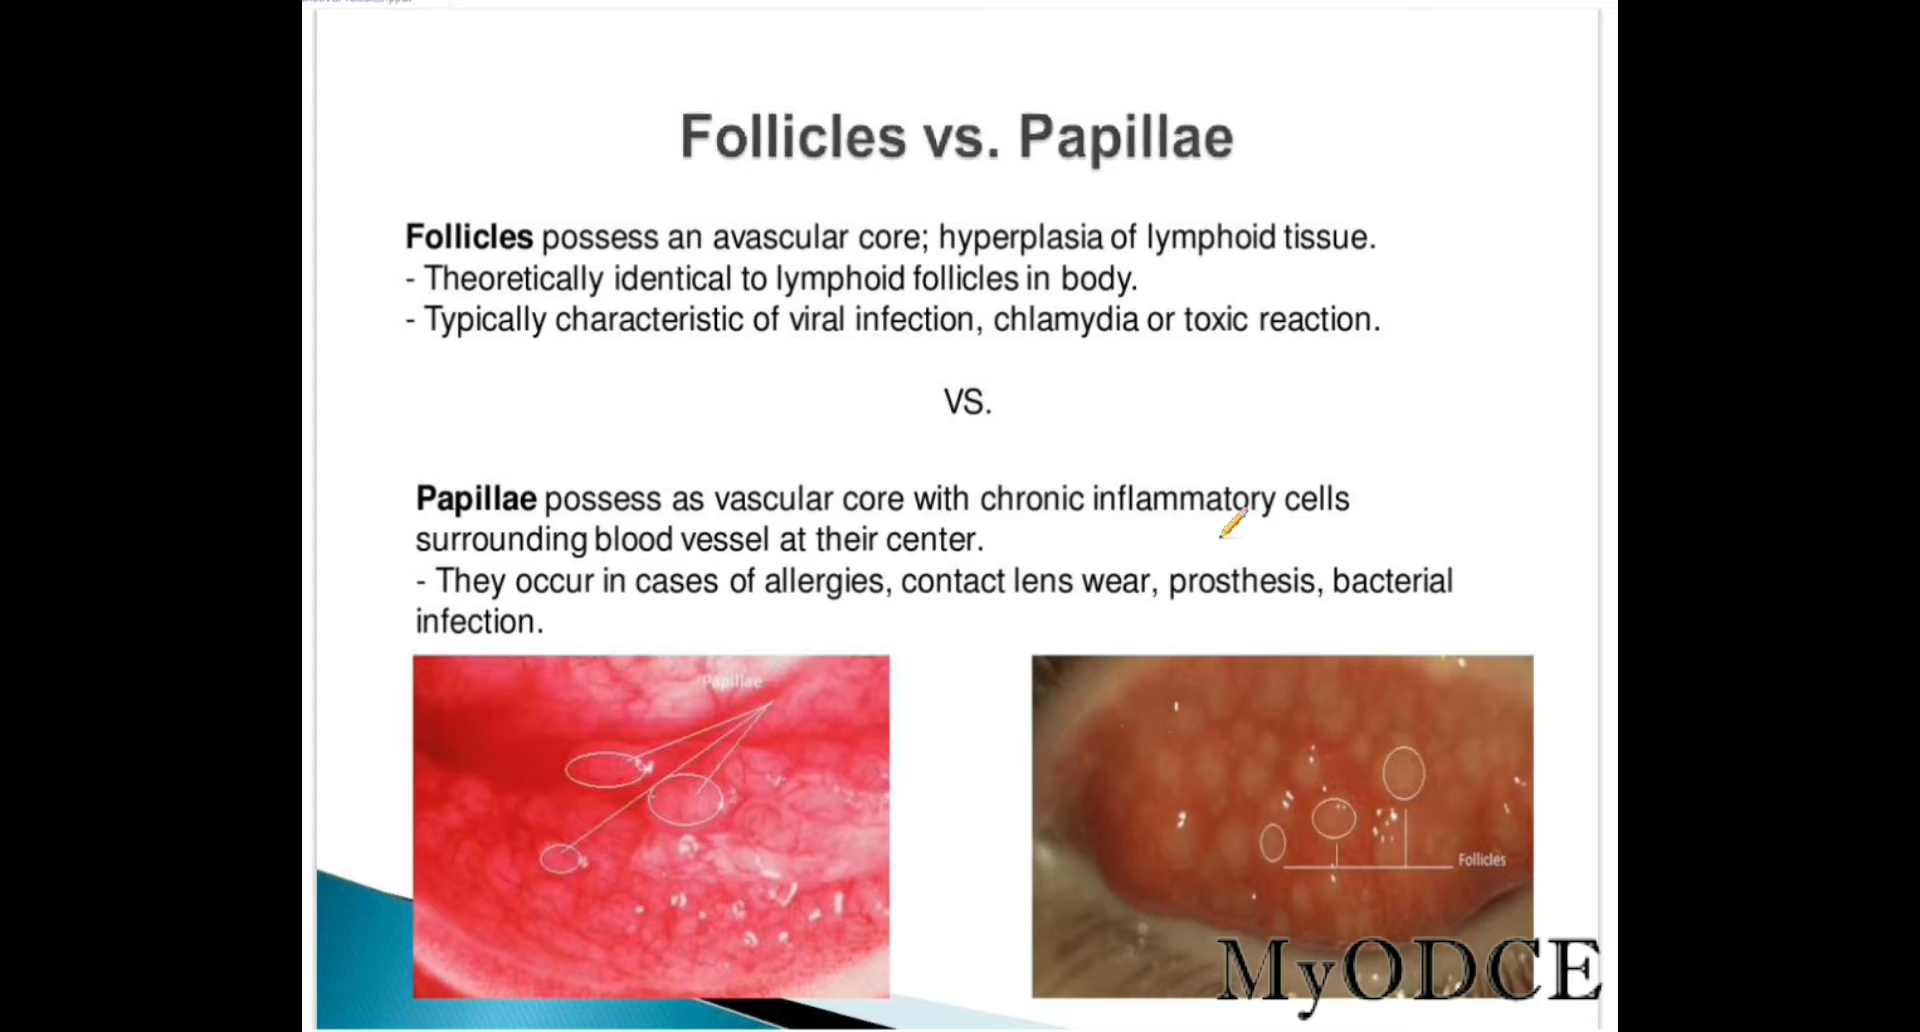 Follicles vs. Papillae
Follicles possess an avascular core; hyperplasia of lymphoid tissue.
- Theoretically identical to lymphoid follicles in body.
- Typically characteristic of viral infection, chlamydia or toxic reaction.
VS.
Papillae possess as vascular core with chronic inflammatory cells
surrounding blood vessel at their center.
- They occur in cases of allergies, contact lens wear, prosthesis, bacterial
infection.
Papillae
Follicles
MyODCE